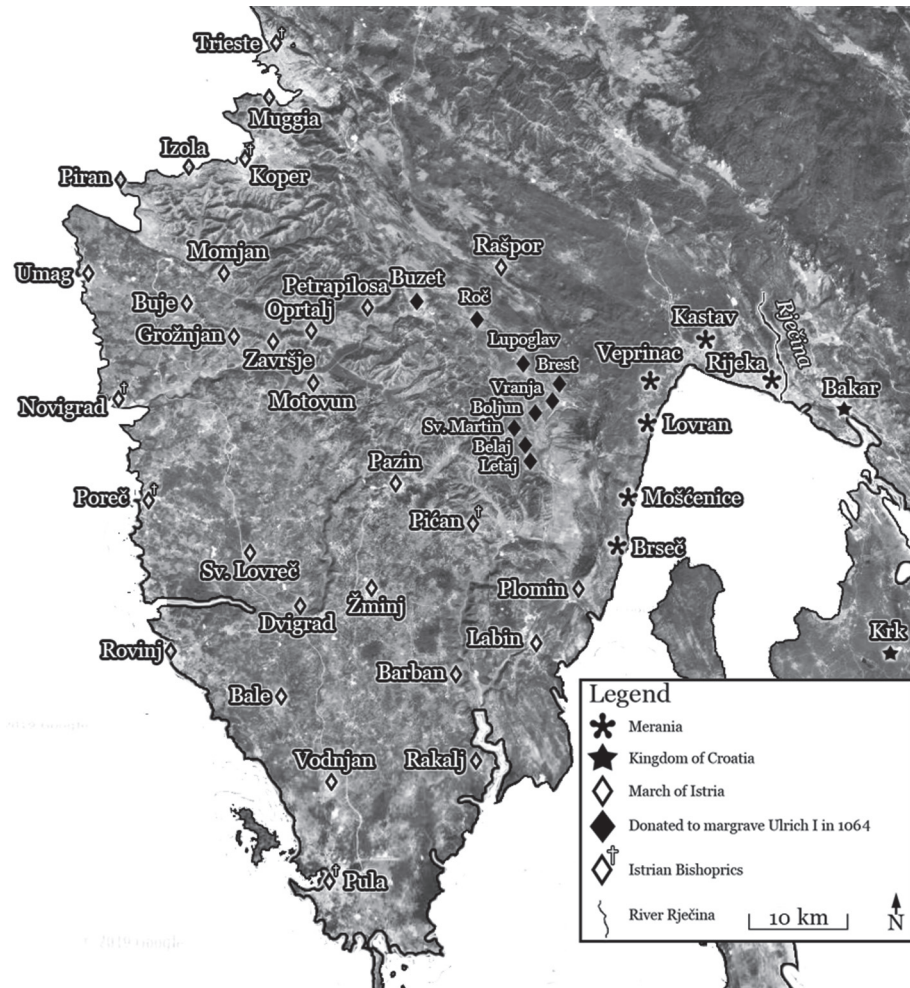 Trieste
Muggia
Izola
Koper
Piran
Umag
Momjan
Rašpor
Petrapilosa
Buzet
Buje
Oprtalj
Roč
Grožnjan
Završje
Lupoglav
Kastav
Rječina
Veprinac
Brest
Rijeka
Motovun
Vranja
Bakar
Novigrad
Boljun
Sv. Martin
Lovran
Belaj
Letaj
Pazin
Poreč
Mošćenice
Pićan
Brseč
Sv. Lovreč
Žminj
Plomin
Dvigrad
Krk
Rovinj
Labin
Barban
Bale
Vodnjan
Rakalj
Pula
Legend
Merania
Kingdom of Croatia
March of Istria
Donated to margrave Ulrich I in 1064
Istrian Bishoprics
River Rječina
10 km
N
2019 Google